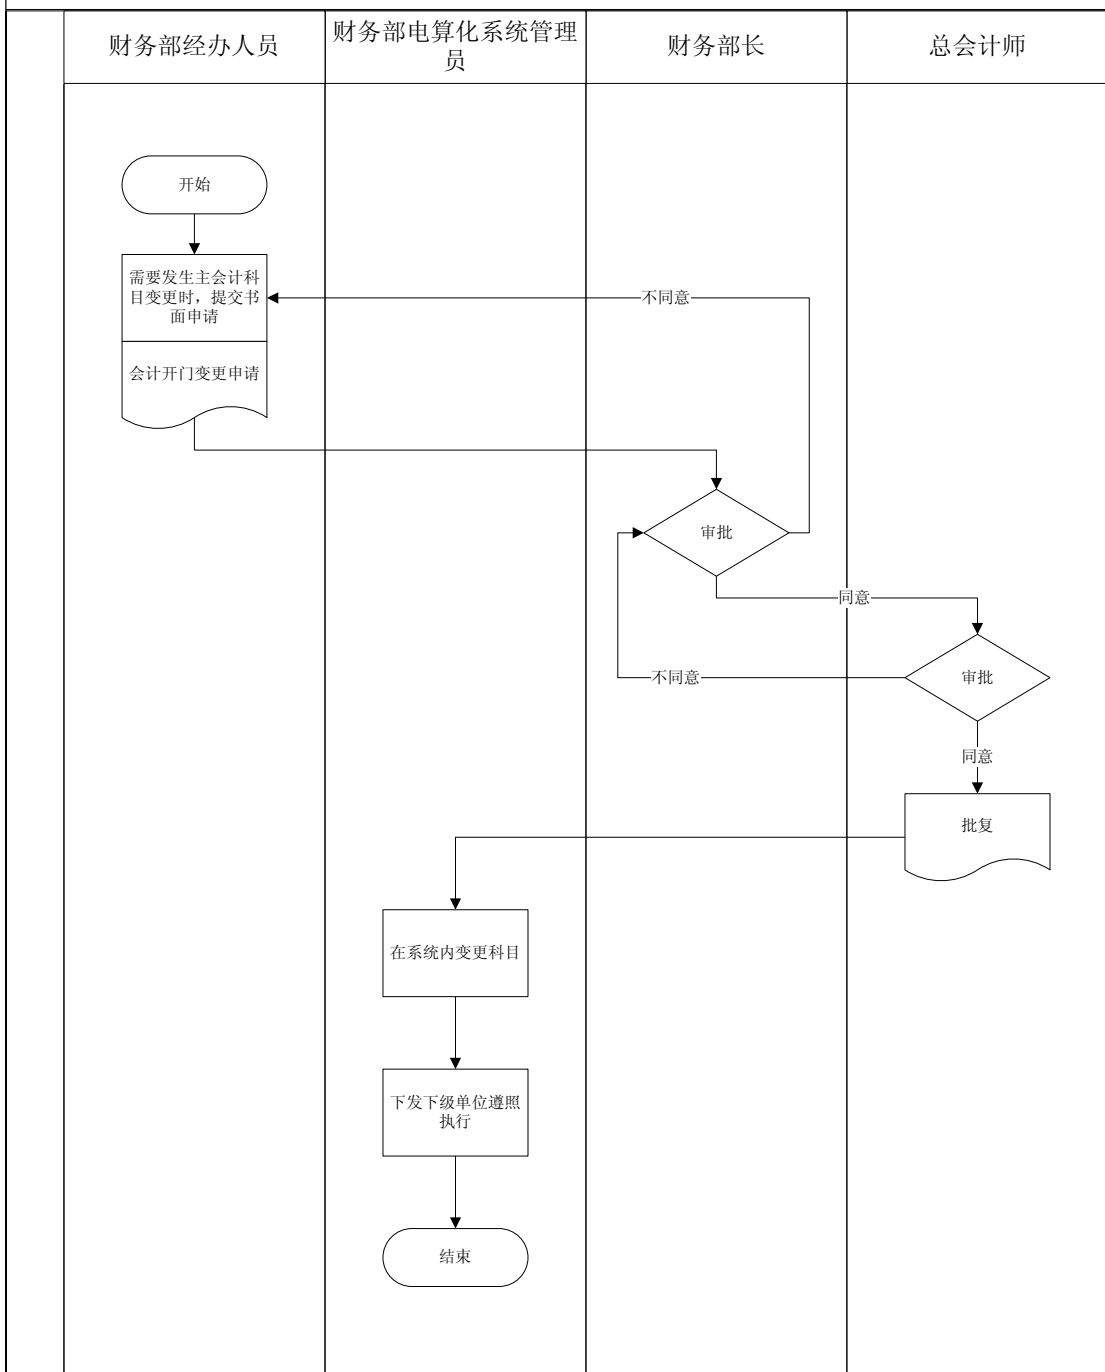 财务部经办人员
财务部电算化系统管理
员
财务部长
总会计师
开始
需要发生主会计科
目变更时，提交书
面申请
不同意
会计开门变更申请
审批
同意
不同意
审批
同意
批复
在系统内变更科目
下发下级单位遵照
执行
结束